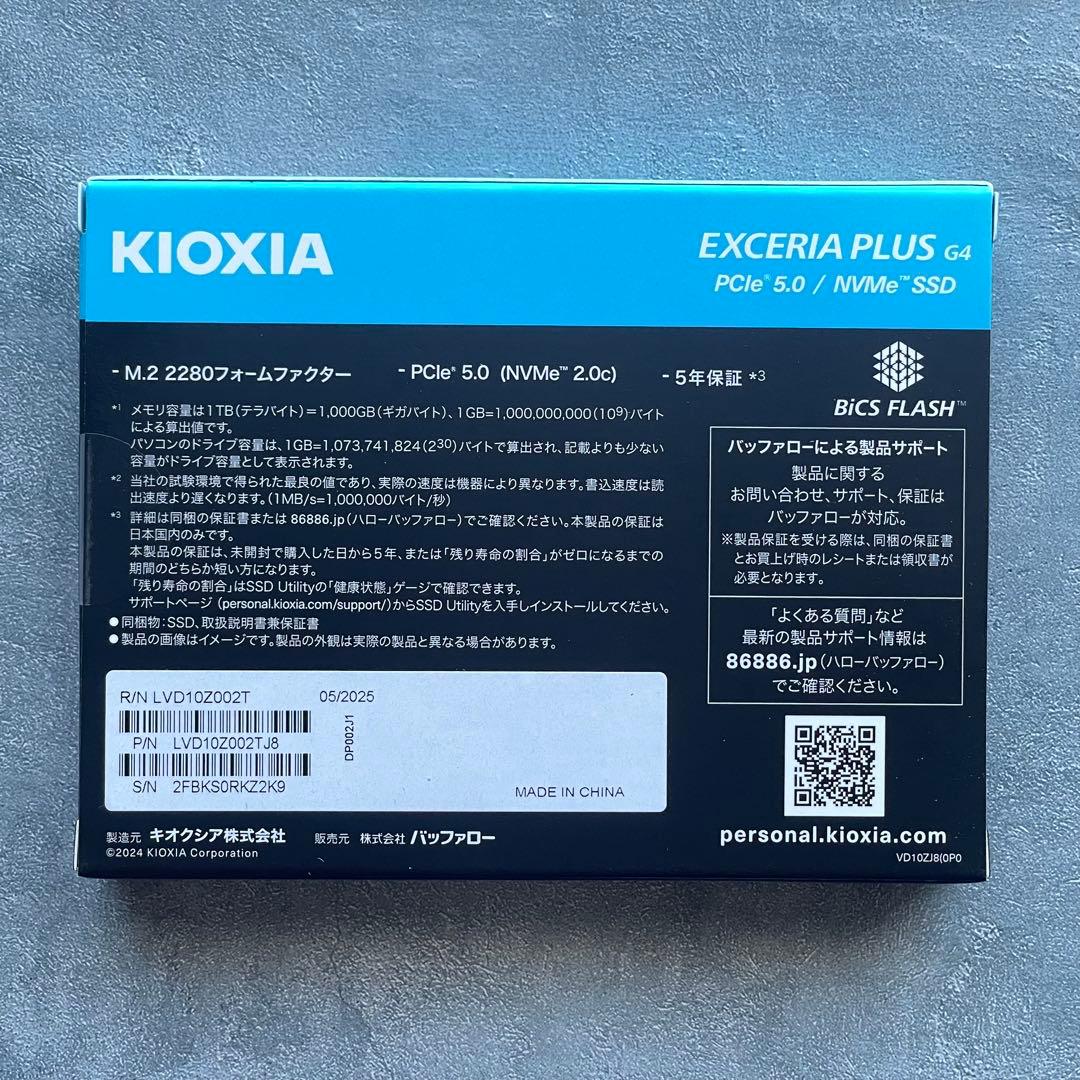 KIOXIA
EXCERIA PLUS G4
PCIe® 5.0 / NVMe™ SSD
- M.2 2280フォームファクター
- PCIe® 5.0 (NVMe™ 2.0c)
- 5年保証 *3
BiCS FLASH™
*1 メモリ容量は1TB(テラバイト)=1,000GB(ギガバイト)、1GB=1,000,000,000(10⁹)バイト
による算出値です。
パソコンのドライブ容量は、1GB=1,073,741,824(2³⁰)バイトで算出され、記載よりも少ない
容量がドライブ容量として表示されます。
*2 当社の試験環境で得られた最良の値であり、実際の速度は機器により異なります。書込速度は読
出速度より遅くなります。(1MB/s=1,000,000バイト/秒)
*3 詳細は同梱の保証書または 86886.jp(ハローバッファロー)でご確認ください。本製品の保証は
日本国内のみです。
本製品の保証は、未開封で購入した日から5年、または「残り寿命の割合」がゼロになるまでの
期間のどちらか短い方になります。
「残り寿命の割合」はSSD Utilityの「健康状態」ゲージで確認できます。
サポートページ (personal.kioxia.com/support/)からSSD Utilityを入手しインストールしてください。
●同梱物:SSD、取扱説明書兼保証書
●製品の画像はイメージです。製品の外観は実際の製品と異なる場合があります。
バッファローによる製品サポート
製品に関する
お問い合わせ、サポート、保証は
バッファローが対応。
※製品保証を受ける際は、同梱の保証書
とお買上げ時のレシートまたは領収書が
必要となります。
「よくある質問」など
最新の製品サポート情報は
86886.jp(ハローバッファロー)
でご確認ください。
R/N LVD10Z002T
05/2025
P/N LVD10Z002TJ8
DP002J1
S/N 2FBKS0RKZ2K9
MADE IN CHINA
製造元 キオクシア株式会社
販売元 株式会社 バッファロー
©2024 KIOXIA Corporation
personal.kioxia.com
VD10ZJ8(0P0